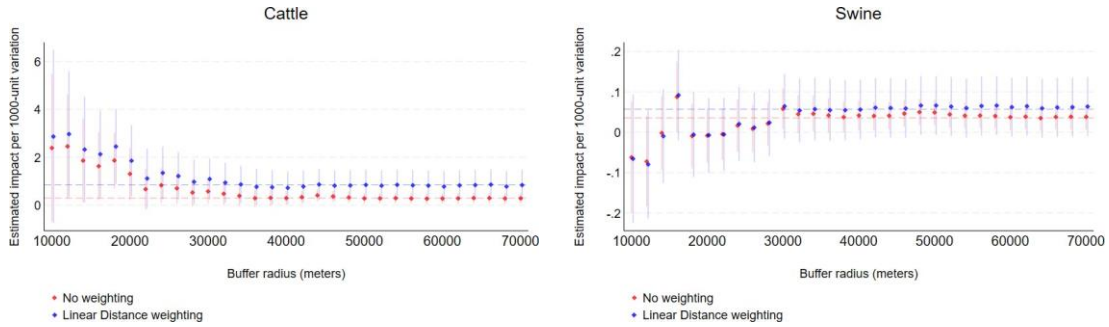 Cattle
Estimated impact per 1000-unit variation
6
4
2
0
10000 20000 30000 40000 50000 60000 70000
Buffer radius (meters)
No weighting
Linear Distance weighting
Swine
Estimated impact per 1000-unit variation
.2
.1
0
-.1
-.2
10000 20000 30000 40000 50000 60000 70000
Buffer radius (meters)
No weighting
Linear Distance weighting